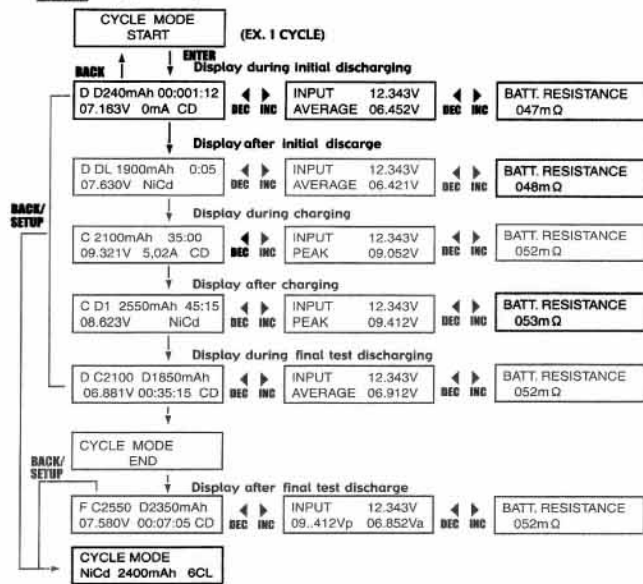 CYCLE MODE
START
(EX. 1 CYCLE)
BACK
ENTER
Display during initial discharging
D D240mAh 00:001:12
07.163V 0mA CD
DEC INC
INPUT 12.343V
AVERAGE 06.452V
DEC INC
BATT. RESISTANCE
047mΩ
Display after initial discarge
D DL 1900mAh 0:05
07.630V NiCd
DEC INC
INPUT 12.343V
AVERAGE 06.421V
DEC INC
BATT. RESISTANCE
048mΩ
BACK/
SETUP
Display during charging
C 2100mAh 35:00
09.321V 5,02A CD
DEC INC
INPUT 12.343V
PEAK 09.052V
DEC INC
BATT. RESISTANCE
052mΩ
Display after charging
C D1 2550mAh 45:15
08.623V NiCd
DEC INC
INPUT 12.343V
PEAK 09.412V
DEC INC
BATT. RESISTANCE
053mΩ
Display during final test discharging
D C2100 D1850mAh
06.881V 00:35:15 CD
DEC INC
INPUT 12.343V
AVERAGE 06.912V
DEC INC
BATT. RESISTANCE
052mΩ
CYCLE MODE
END
BACK/
SETUP
Display after final test discharge
F C2550 D2350mAh
07.580V 00:07:05 CD
DEC INC
INPUT 12.343V
09..412Vp 06.852Va
DEC INC
BATT. RESISTANCE
052mΩ
CYCLE MODE
NiCd 2400mAh 6CL